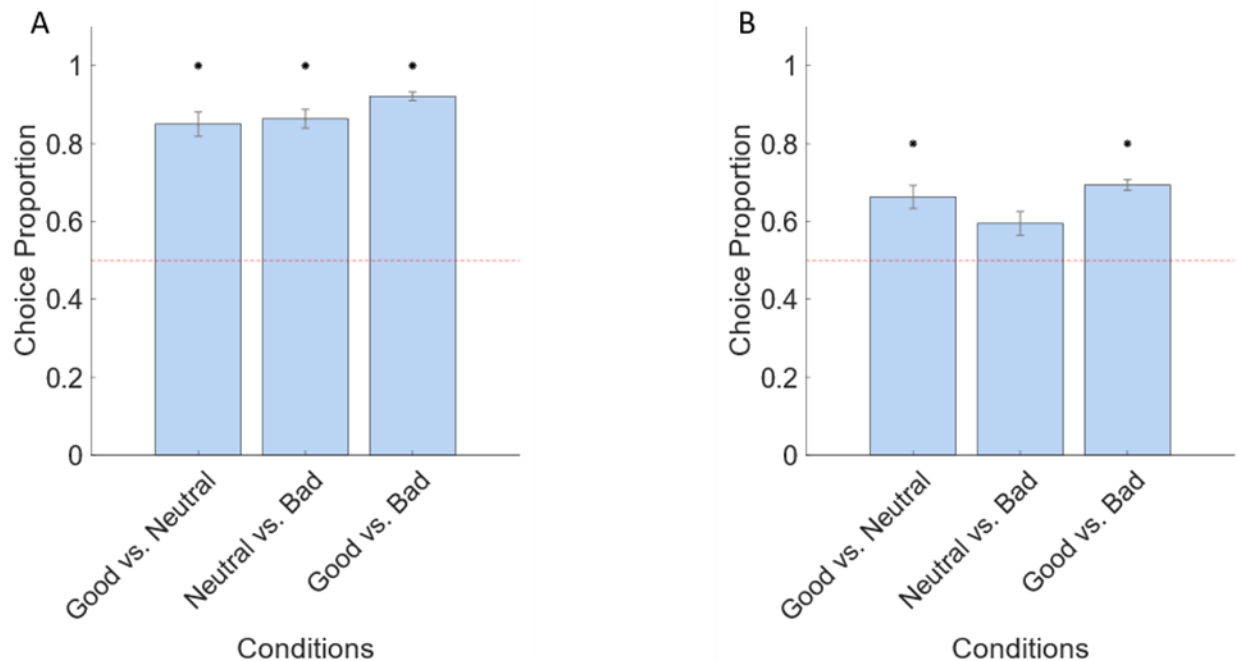 A
Choice Proportion
1
0.8
0.6
0.4
0.2
0
Good vs. Neutral
Neutral vs. Bad
Good vs. Bad
Conditions
B
Choice Proportion
1
0.8
0.6
0.4
0.2
0
Good vs. Neutral
Neutral vs. Bad
Good vs. Bad
Conditions